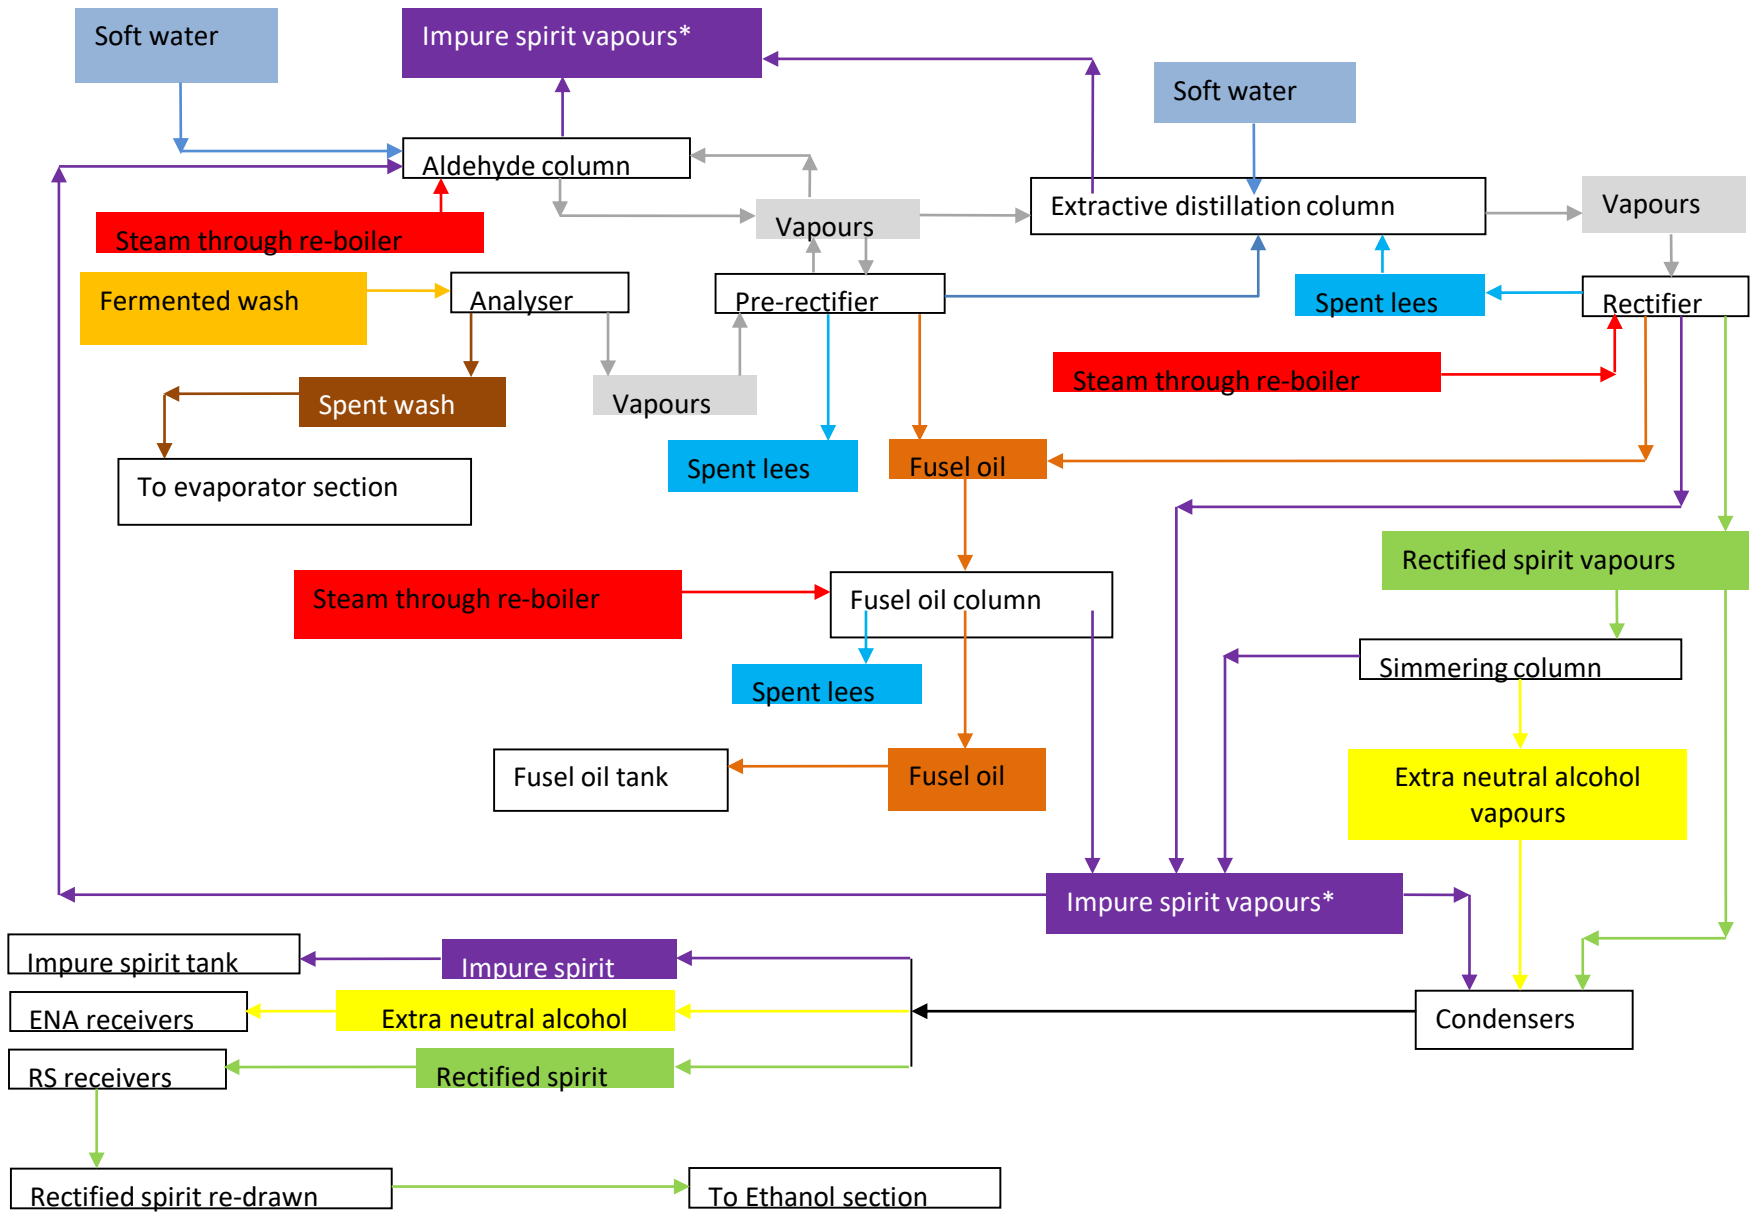 Soft water
Impure spirit vapours*
Soft water
Aldehyde column
Extractive distillation column
Vapours
Vapours
Steam through re-boiler
Fermented wash
Analyser
Pre-rectifier
Spent lees
Rectifier
Steam through re-boiler
Spent wash
Vapours
Spent lees
Fusel oil
To evaporator section
Rectified spirit vapours
Steam through re-boiler
Fusel oil column
Simmering column
Spent lees
Fusel oil tank
Fusel oil
Extra neutral alcohol
vapours
Impure spirit vapours*
Impure spirit tank
Impure spirit
ENA receivers
Extra neutral alcohol
Condensers
RS receivers
Rectified spirit
Rectified spirit re-drawn
To Ethanol section